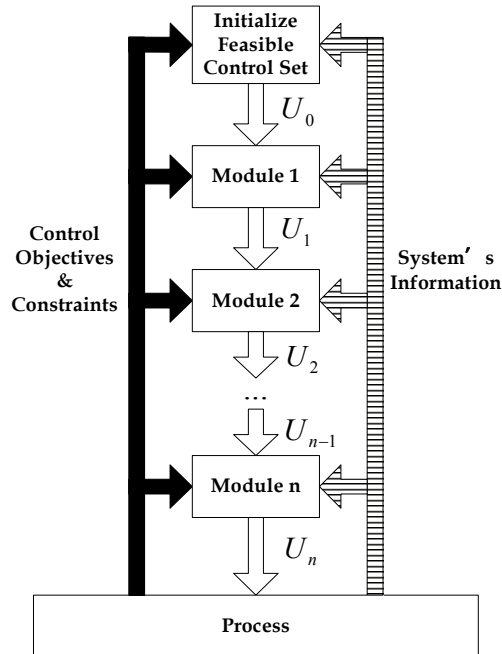 Initialize
Feasible
Control Set
U₀
Module 1
U₁
Control
Objectives
&
Constraints
System's
Information
Module 2
U₂
...
Uₙ₋₁
Module n
Uₙ
Process